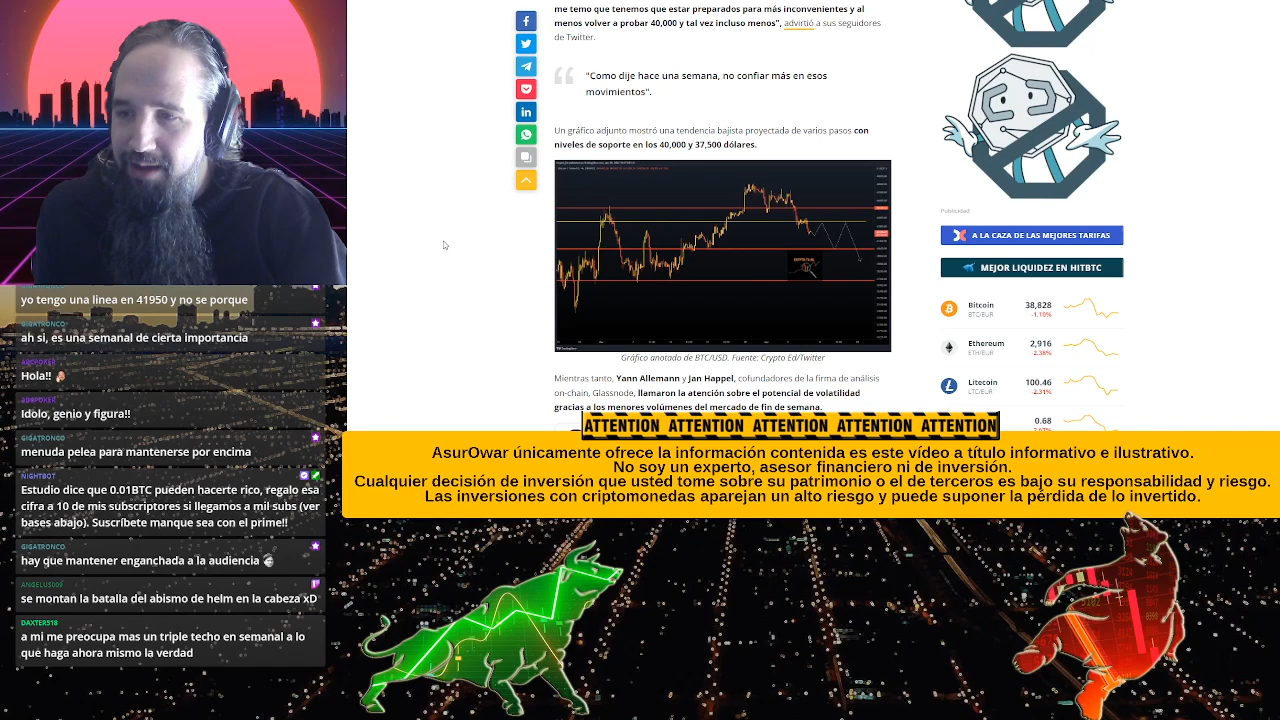 me temo que tenemos que estar preparados para más inconvenientes y al
menos volver a probar 40,000 y tal vez incluso menos", advirtió a sus seguidores
de Twitter.
"Como dije hace una semana, no confiar más en esos
movimientos".
Un gráfico adjunto mostró una tendencia bajista proyectada de varios pasos con
niveles de soporte en los 40,000 y 37,500 dólares.
Gráfico anotado de BTC/USD. Fuente: Crypto Ed/Twitter
Mientras tanto, Yann Allemann y Jan Happel, cofundadores de la firma de análisis
on-chain, Glassnode, llamaron la atención sobre el potencial de volatilidad
gracias a los menores volúmenes del mercado de fin de semana.
Publicidad
A LA CAZA DE LAS MEJORES TARIFAS
MEJOR LIQUIDEZ EN HITBTC
Bitcoin 38,828
BTC/EUR -1.19%
Ethereum 2,916
ETH/EUR -2.38%
Litecoin 100.46
LTC/EUR -2.31%
0.68
yo tengo una linea en 41950 y no se porque
GIGATRONCO
ah si, es una semanal de cierta importancia
ABCPOKER
Hola!!
ABCPOKER
Idolo, genio y figura!!
GIGATRONCO
menuda pelea para mantenerse por encima
NIGHTBOT
Estudio dice que 0.01BTC pueden hacerte rico, regalo esa
cifra a 10 de mis subscriptores si llegamos a mil subs (ver
bases abajo). Suscríbete manque sea con el prime!!
GIGATRONCO
hay que mantener enganchada a la audiencia
ANGELUS009
se montan la batalla del abismo de helm en la cabeza xD
DAXTER518
a mi me preocupa mas un triple techo en semanal a lo
que haga ahora mismo la verdad
ATTENTION ATTENTION ATTENTION ATTENTION ATTENTION
AsurOwar únicamente ofrece la información contenida es este vídeo a título informativo e ilustrativo.
No soy un experto, asesor financiero ni de inversión.
Cualquier decisión de inversión que usted tome sobre su patrimonio o el de terceros es bajo su responsabilidad y riesgo.
Las inversiones con criptomonedas aparejan un alto riesgo y puede suponer la pérdida de lo invertido.